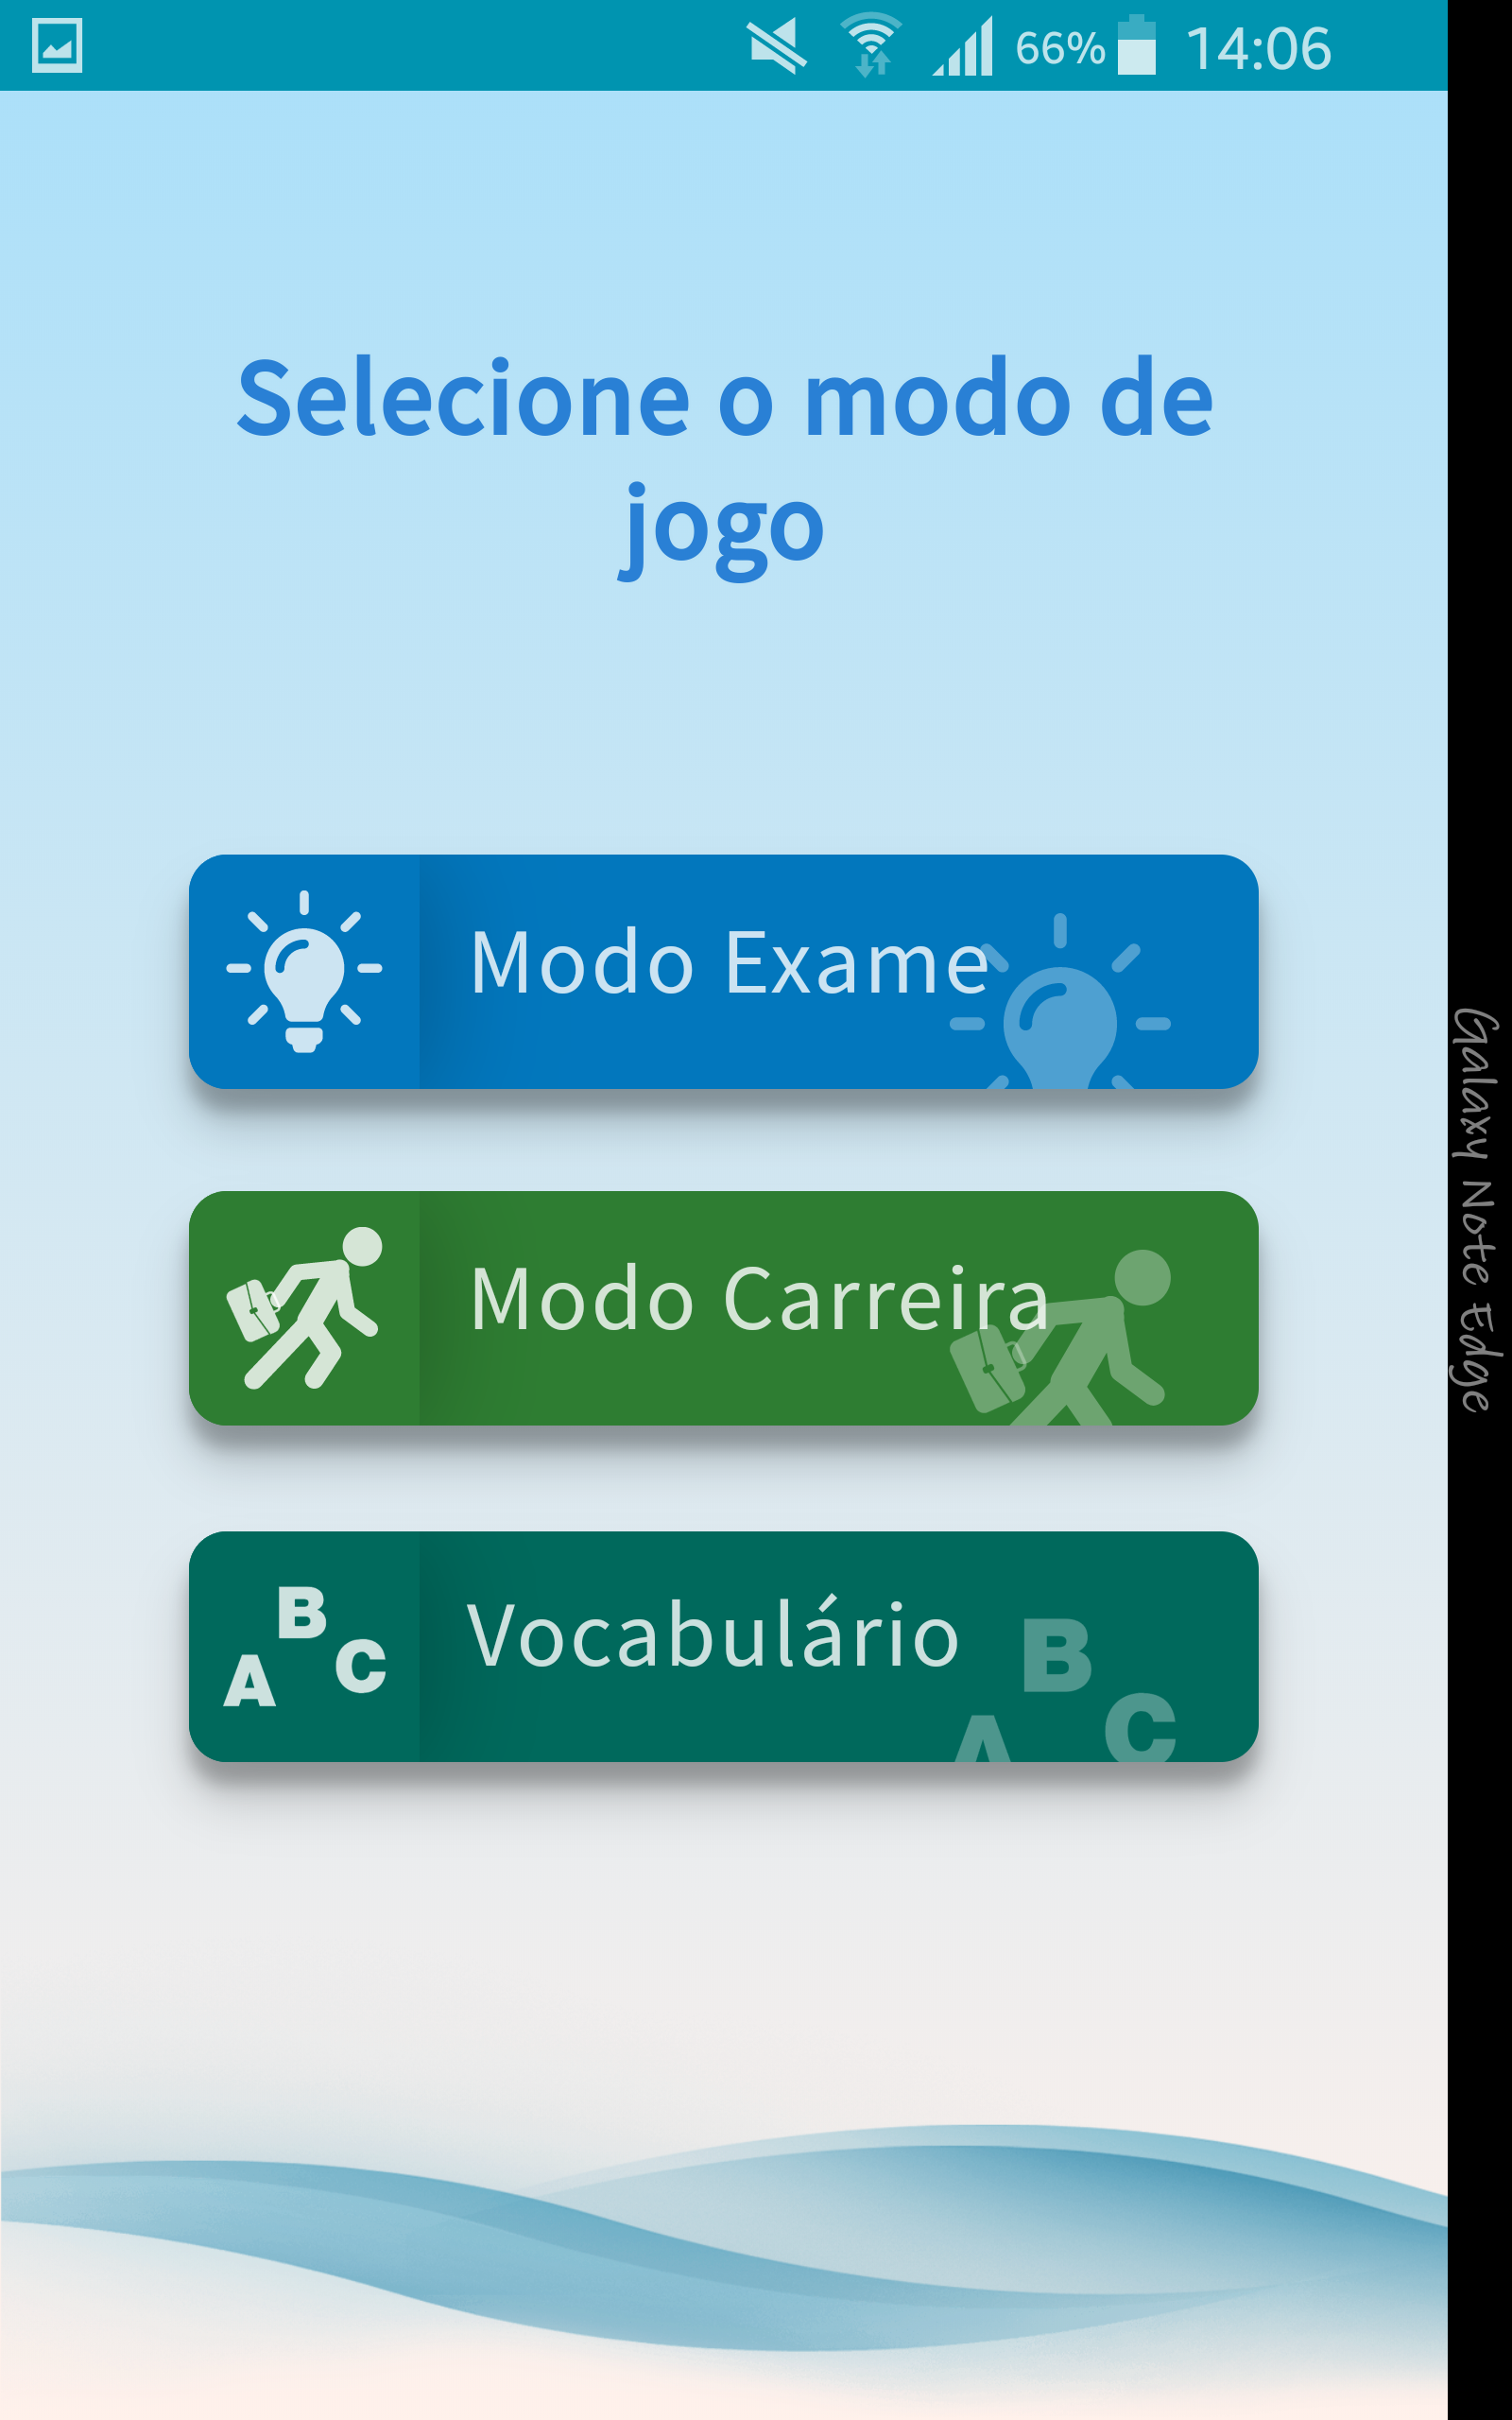 66% 14:06
Selecione o modo de
jogo
Modo Exame
Modo Carreira
B
A C
Vocabulário
B
A C
Galaxy Note Edge